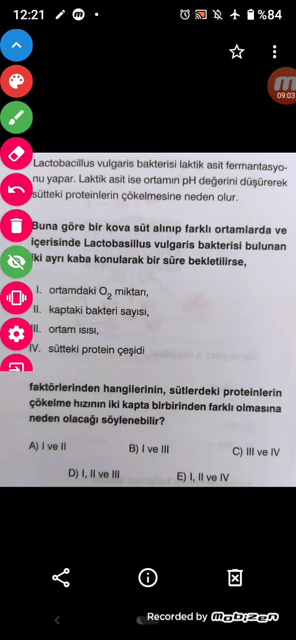 12:21
%84
09:03
Lactobacillus vulgaris bakterisi laktik asit fermantasyo-
nu yapar. Laktik asit ise ortamın pH değerini düşürerek
sütteki proteinlerin çökelmesine neden olur.
Buna göre bir kova süt alınıp farklı ortamlarda ve
içerisinde Lactobasillus vulgaris bakterisi bulunan
iki ayrı kaba konularak bir süre bekletilirse,
I. ortamdaki O₂ miktarı,
II. kaptaki bakteri sayısı,
III. ortam ısısı,
IV. sütteki protein çeşidi
faktörlerinden hangilerinin, sütlerdeki proteinlerin
çökelme hızının iki kapta birbirinden farklı olmasına
neden olacağı söylenebilir?
A) I ve II B) I ve III C) III ve IV
D) I, II ve III E) I, II ve IV
Recorded by mobizen